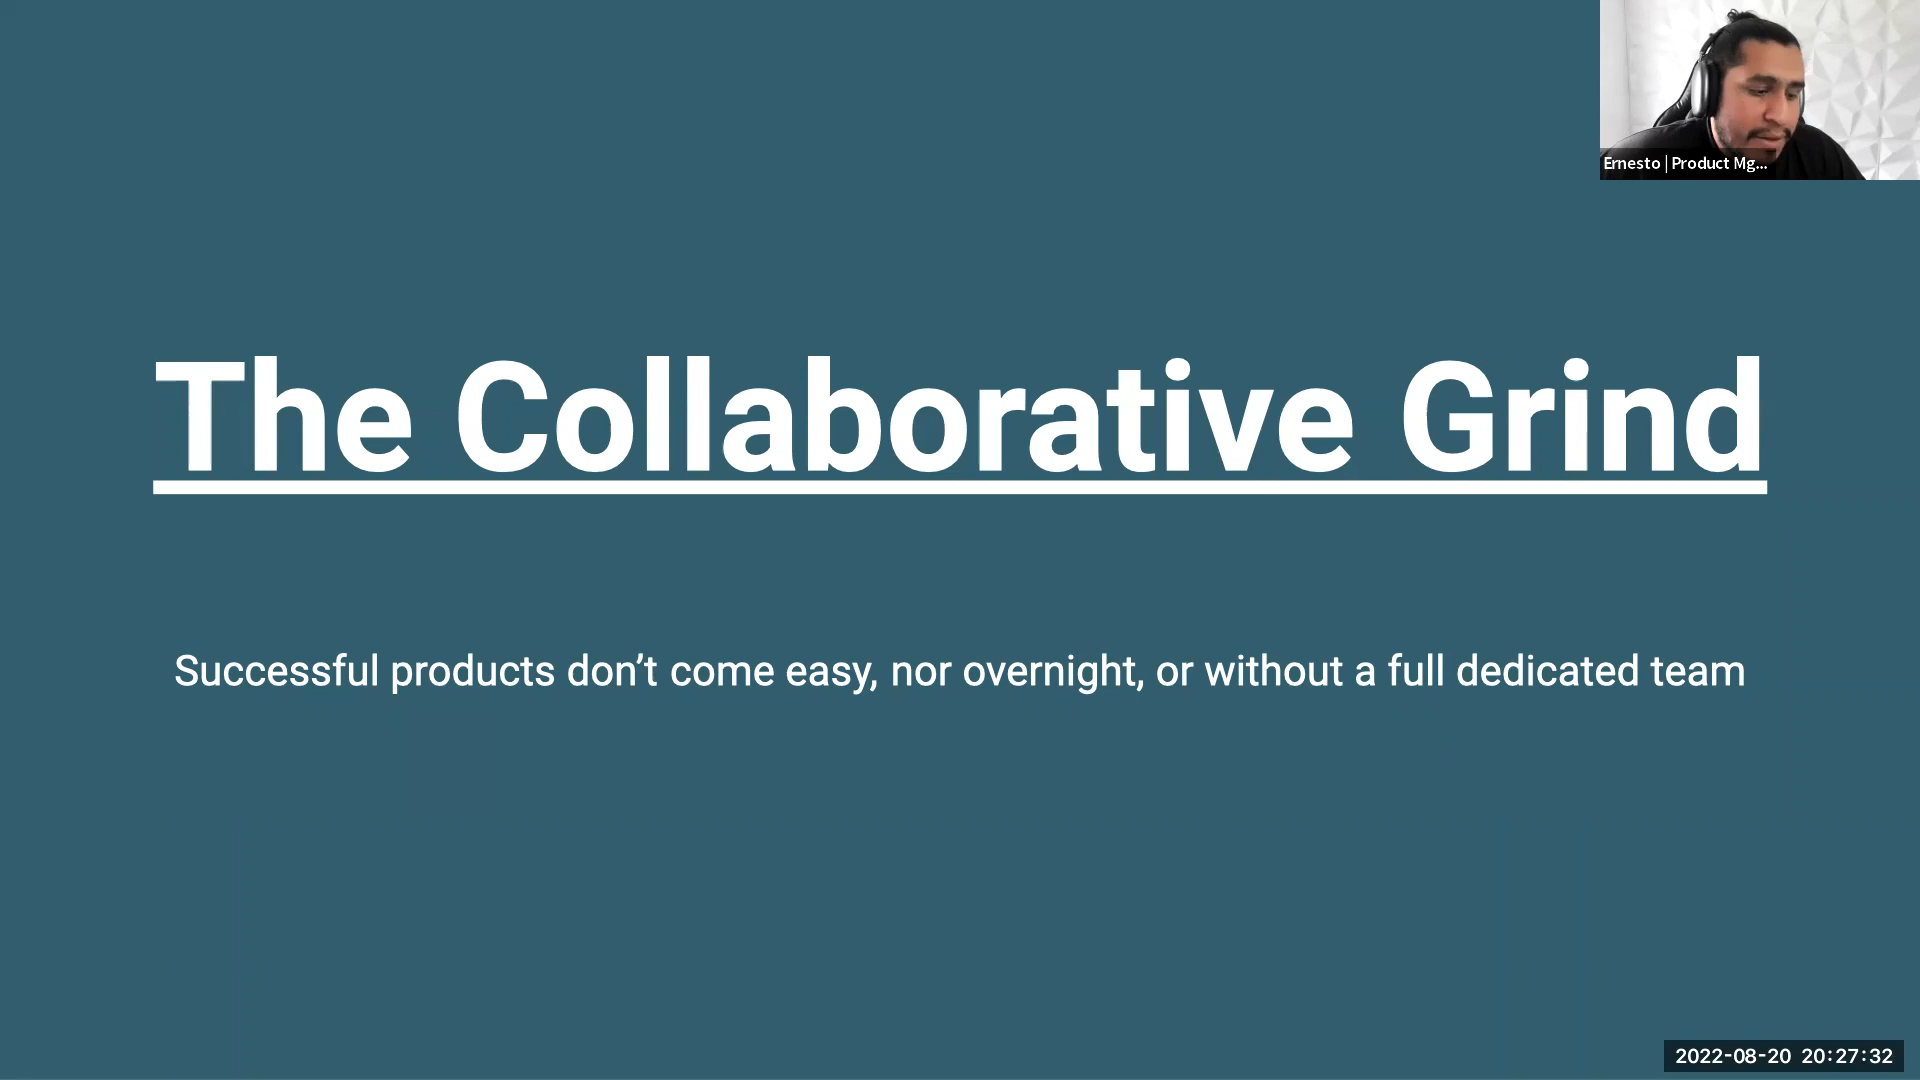 Ernesto | Product Mg...
The Collaborative Grind
Successful products don’t come easy, nor overnight, or without a full dedicated team
2022-08-20 20:27:32